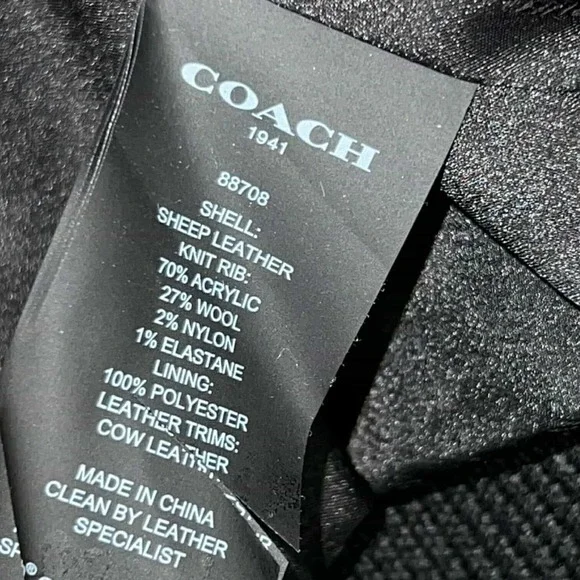 COACH
1941
88708
SHELL:
SHEEP LEATHER
KNIT RIB:
70% ACRYLIC
27% WOOL
2% NYLON
1% ELASTANE
LINING:
100% POLYESTER
LEATHER TRIMS:
COW LEATHER
MADE IN CHINA
CLEAN BY LEATHER
SPECIALIST